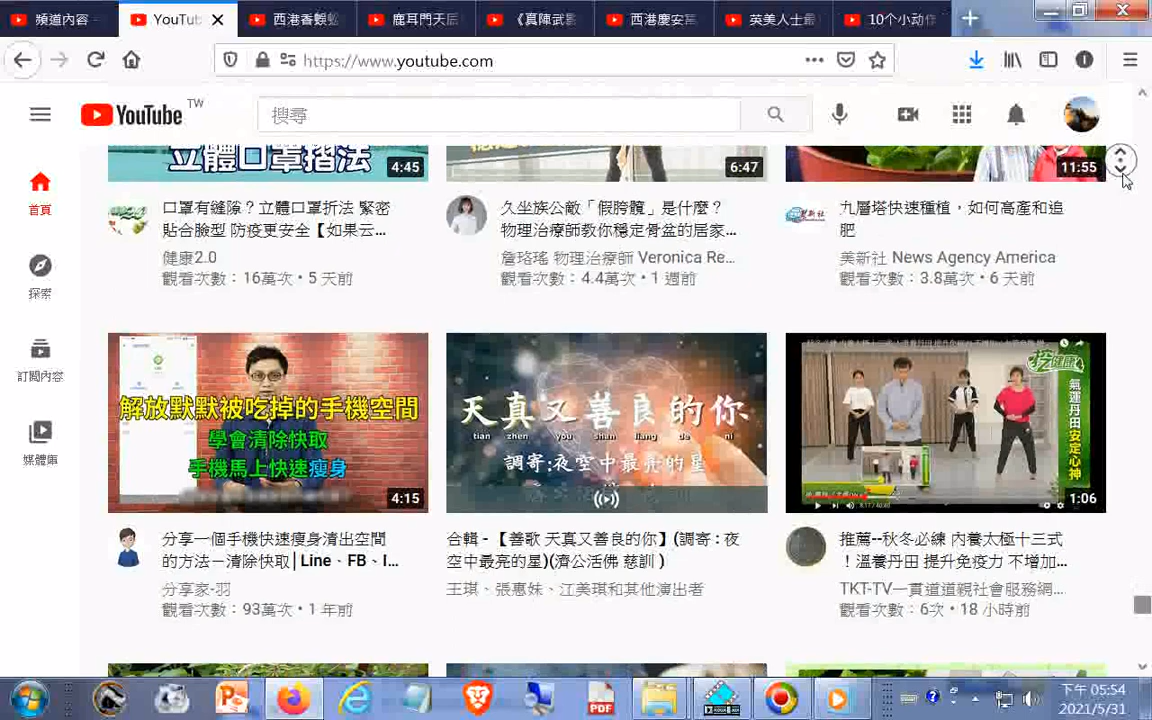 頻道內容
YouTu
西港香觀
鹿耳門天后
《真陳武
西港慶安
英美人士最
10个小动作
https://www.youtube.com
YouTube TW
搜尋
首頁
探索
訂閱內容
媒體庫
立體口罩摺法
4:45
6:47
11:55
口罩有縫隙？立體口罩折法 緊密
貼合臉型 防疫更安全【如果云...
健康2.0
觀看次數：16萬次 • 5 天前
久坐族公敵「假胯髖」是什麼？
物理治療師教你穩定骨盆的居家...
詹珞瑤 物理治療師 Veronica Re...
觀看次數：4.4萬次 • 1 週前
九層塔快速種植，如何高產和追
肥
美新社 News Agency America
觀看次數：3.8萬次 • 6 天前
解放默默被吃掉的手機空間
學會清除快取
手機馬上快速瘦身
4:15
天真又善良的你
tian zhen you shan liang de ni
調寄:夜空中最亮的星
挖健康
氣運丹田安定心神
1:06
分享一個手機快速瘦身清出空間
的方法－清除快取│Line、FB、I...
分享家-羽
觀看次數：93萬次 • 1 年前
合輯 -【善歌 天真又善良的你】(調寄 : 夜
空中最亮的星)(濟公活佛 慈訓 )
王琪、張惠妹、江美琪和其他演出者
推薦--秋冬必練 內養太極十三式
！溫養丹田 提升免疫力 不增加...
TKT-TV一貫道道親社會服務網...
觀看次數：6次 • 18 小時前
PDF
下午 05:54
2021/5/31